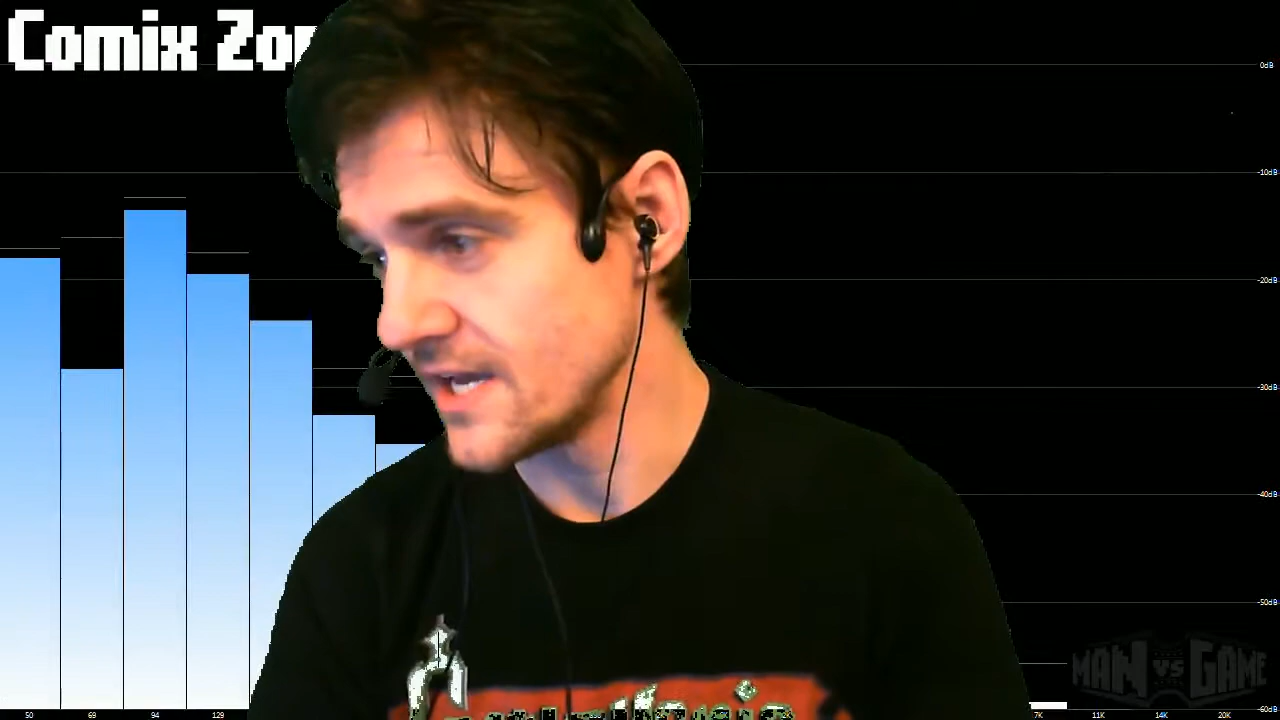 Comix Zo
0dB
-10dB
-20dB
-30dB
-40dB
-50dB
-60dB
50 69 94 129 7K 11K 14K 20K
MAN VS GAME